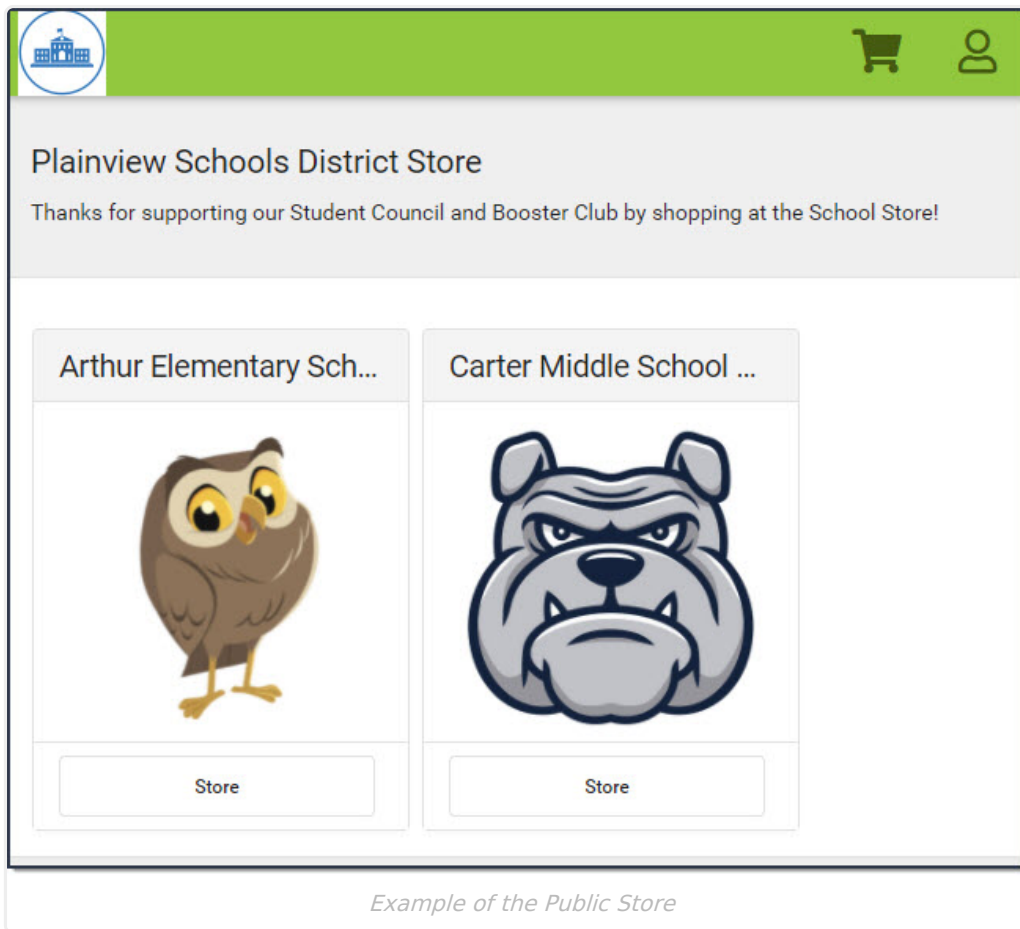 Plainview Schools District Store
Thanks for supporting our Student Council and Booster Club by shopping at the School Store!
Arthur Elementary Sch...
Carter Middle School ...
Store
Store
Example of the Public Store